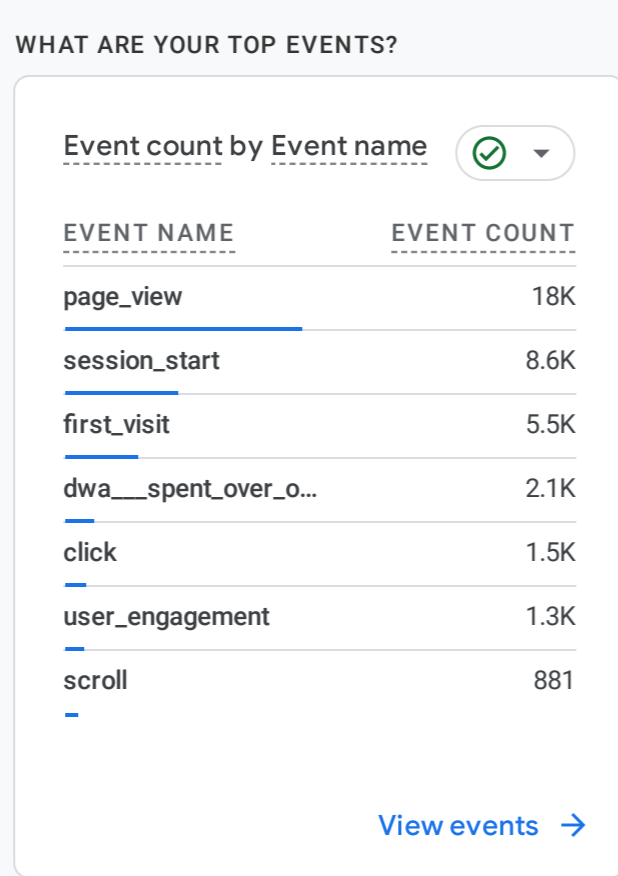 WHAT ARE YOUR TOP EVENTS?
Event count by Event name
EVENT NAME EVENT COUNT
page_view 18K
session_start 8.6K
first_visit 5.5K
dwa___spent_over_o... 2.1K
click 1.5K
user_engagement 1.3K
scroll 881
View events →